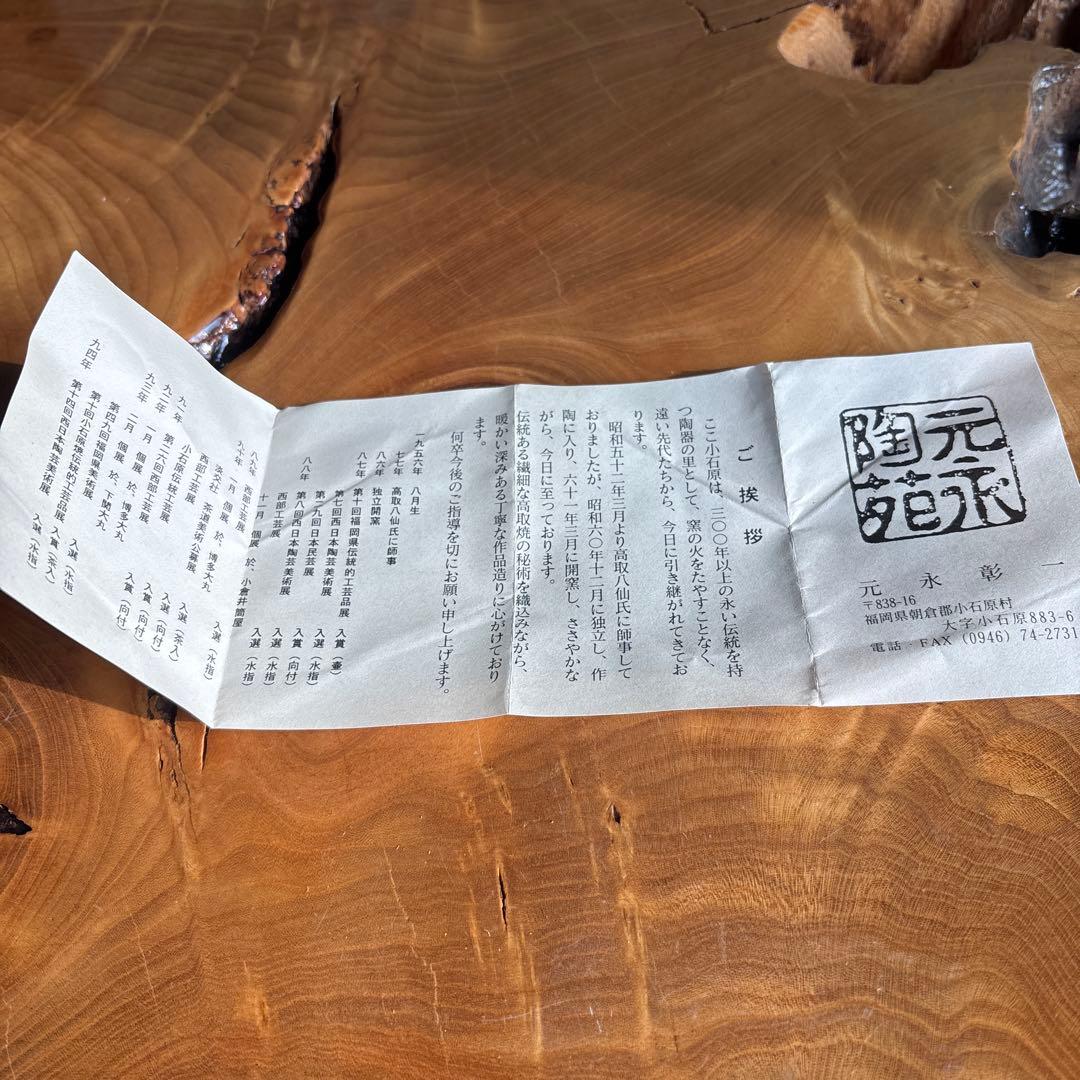 元永
陶苑
元永彰一
〒838-16
福岡県朝倉郡小石原村
大字小石原883-6
電話・FAX (0946) 74-2731
ご挨拶
ここ小石原は、三〇〇年以上の永い伝統を持
つ陶器の里として、窯の火をたやすことなく、
遠い先代たちから、今日に引き継がれてきてお
ります。
昭和五十二年三月より高取八仙氏に師事して
おりましたが、昭和六〇年十二月に独立し、作
陶に入り、六十一年三月に開窯し、ささやかな
がら、今日に至っております。
伝統ある繊細な高取焼の秘術を織込みながら、
暖かい深みある丁寧な作品造りに心がけており
ます。
何卒今後のご指導を切にお願い申し上げます。
一九五六年 八月生
七七年 高取八仙氏に師事
八六年 独立開窯
八七年 第十回福岡県伝統的工芸品展 入賞(壷)
第七回西日本陶芸美術展 入選(水指)
第九回日本民芸展 入選(水指)
八八年 第八回西日本陶芸美術展 入賞(向付)
西部工芸展 入選(水指)
十一月 個展 於、小倉井筒屋
八九年 西部工芸展 入選(水指)
九十年 一月 個展 於、博多大丸
淡交社 茶道美術公募展 入選(水指)
西部工芸展 入選(茶入)
九一年 小石原伝統工芸展 入賞(向付)
九二年 第二六回西部工芸展 入賞(向付)
九三年 一月 個展 於、博多大丸
二月 個展 於、下関大丸
第四九回福岡県美術展 入選(水指)
第十回小石原焼伝統的工芸品展 入賞(茶入)
九四年 第十四回西日本陶芸美術展 入選(水指)